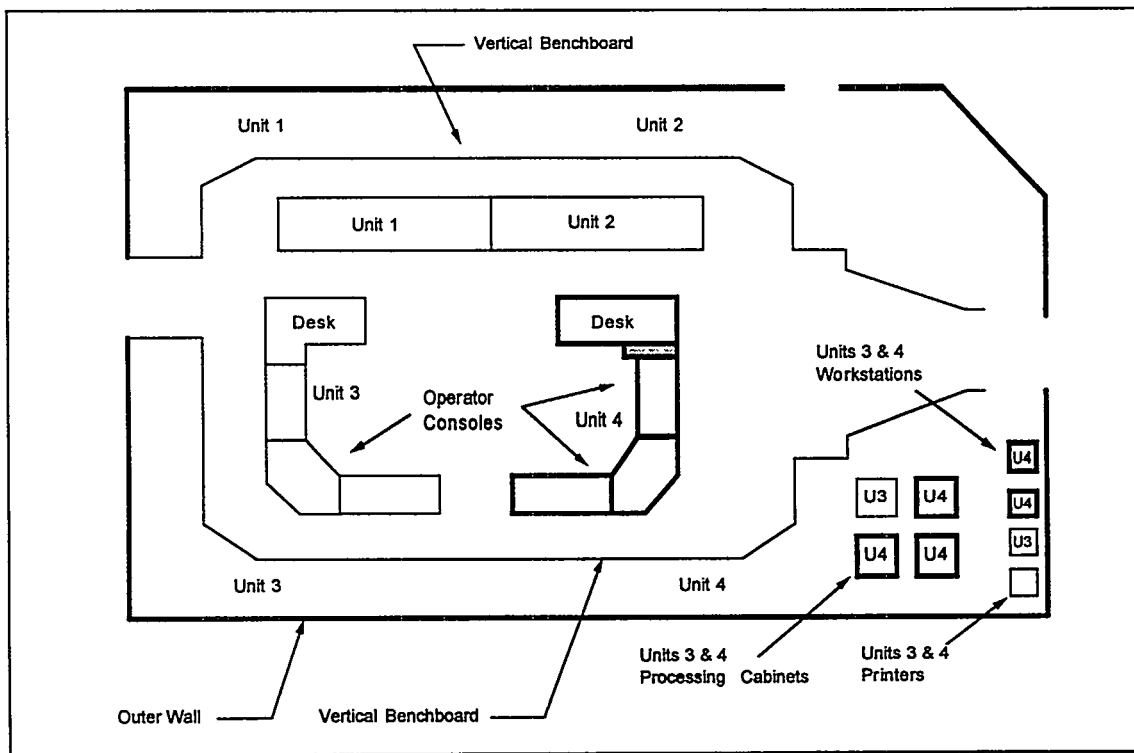 Vertical Benchboard
Unit 1
Unit 2
Unit 1
Unit 2
Desk
Desk
Units 3 & 4
Workstations
Unit 3
Operator
Consoles
Unit 4
U4
U3
U4
U4
U4
U4
U3
Unit 3
Unit 4
Units 3 & 4
Processing Cabinets
Units 3 & 4
Printers
Outer Wall
Vertical Benchboard